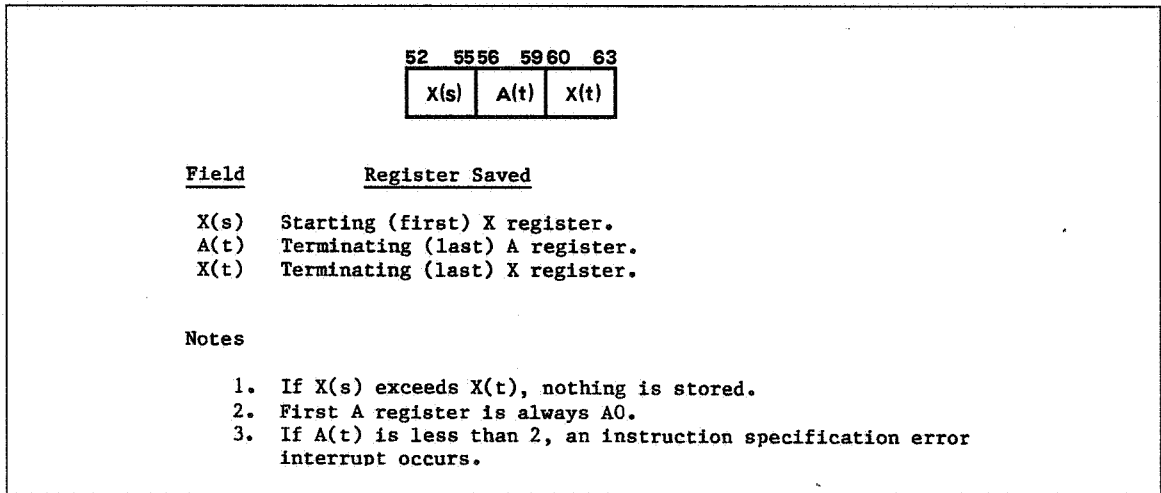 52 55 56 59 60 63
X(s) A(t) X(t)
Field Register Saved
X(s) Starting (first) X register.
A(t) Terminating (last) A register.
X(t) Terminating (last) X register.
Notes
1. If X(s) exceeds X(t), nothing is stored.
2. First A register is always A0.
3. If A(t) is less than 2, an instruction specification error
interrupt occurs.